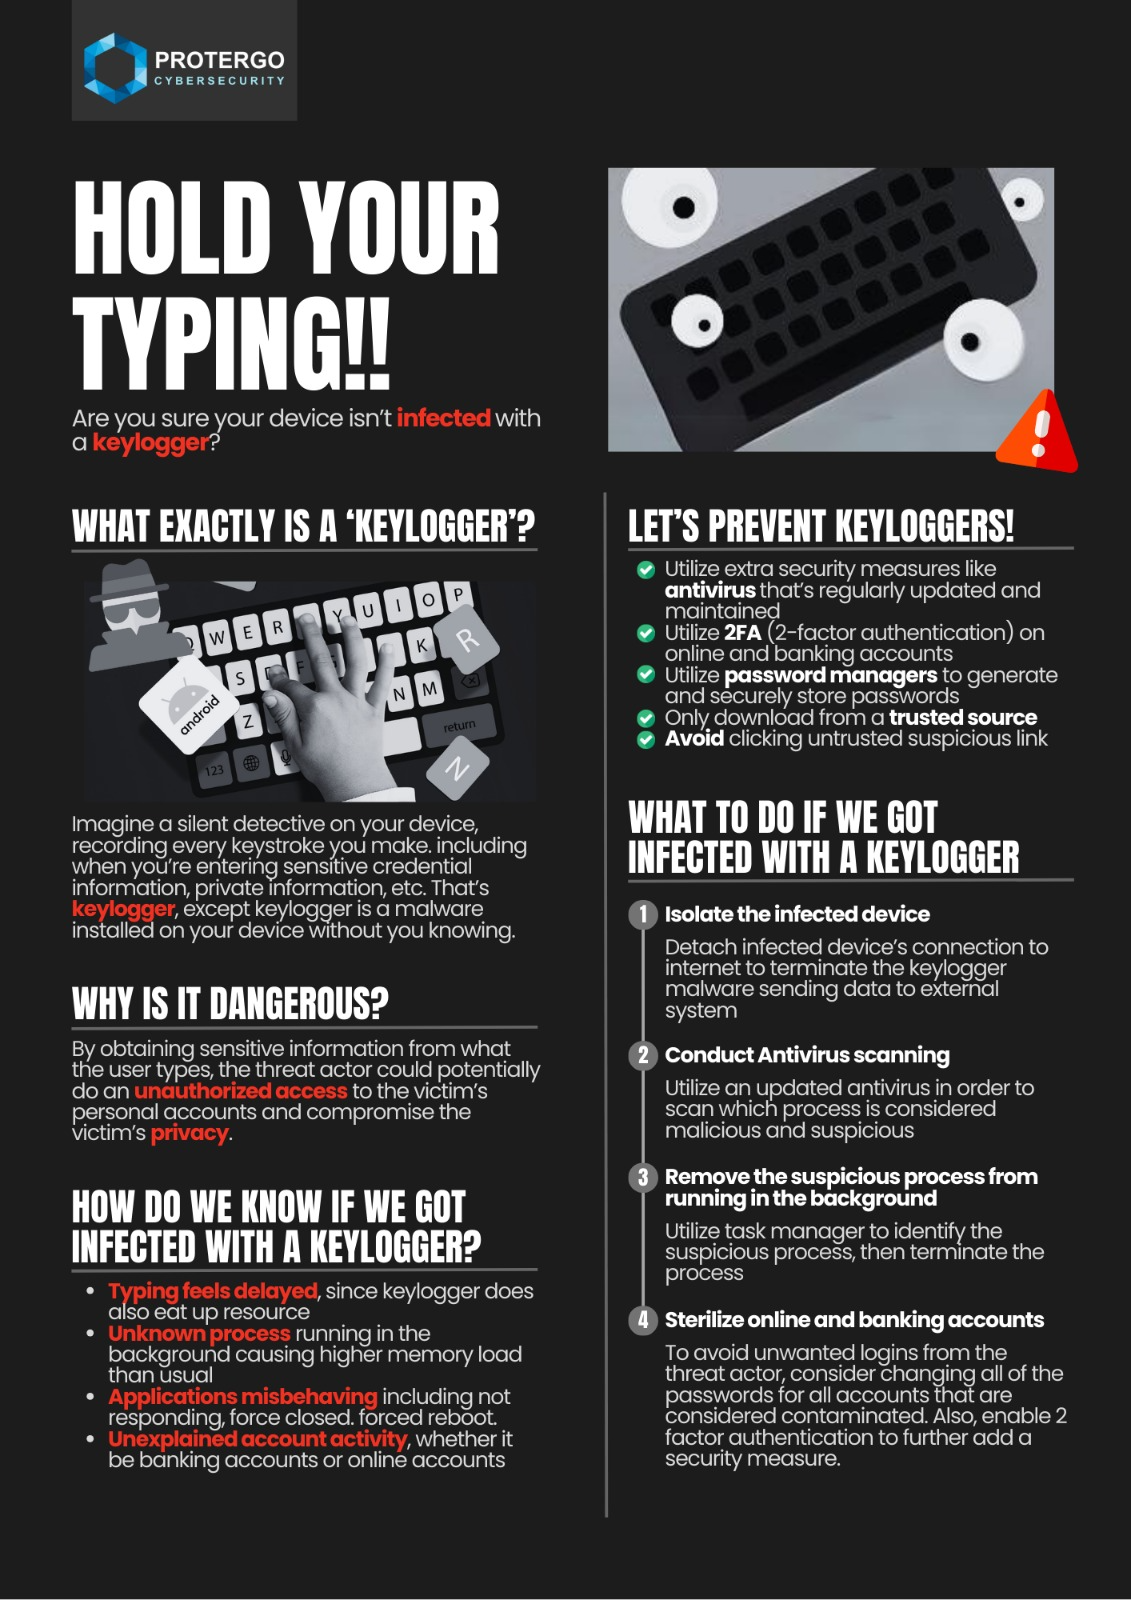 PROTERGO
CYBERSECURITY
HOLD YOUR
TYPING!!
Are you sure your device isn't infected with
a keylogger?
WHAT EXACTLY IS A ‘KEYLOGGER’?
W E R Y U I O P
S D F G K R
Z N M
android
return
123
N
Imagine a silent detective on your device,
recording every keystroke you make. including
when you're entering sensitive credential
information, private information, etc. That's
keylogger, except keylogger is a malware
installed on your device without you knowing.
WHY IS IT DANGEROUS?
By obtaining sensitive information from what
the user types, the threat actor could potentially
do an unauthorized access to the victim's
personal accounts and compromise the
victim's privacy.
HOW DO WE KNOW IF WE GOT
INFECTED WITH A KEYLOGGER?
• Typing feels delayed, since keylogger does
also eat up resource
• Unknown process running in the
background causing higher memory load
than usual
• Applications misbehaving including not
responding, force closed. forced reboot.
• Unexplained account activity, whether it
be banking accounts or online accounts
LET'S PREVENT KEYLOGGERS!
Utilize extra security measures like
antivirus that's regularly updated and
maintained
Utilize 2FA (2-factor authentication) on
online and banking accounts
Utilize password managers to generate
and securely store passwords
Only download from a trusted source
Avoid clicking untrusted suspicious link
WHAT TO DO IF WE GOT
INFECTED WITH A KEYLOGGER
1 Isolate the infected device
Detach infected device's connection to
internet to terminate the keylogger
malware sending data to external
system
2 Conduct Antivirus scanning
Utilize an updated antivirus in order to
scan which process is considered
malicious and suspicious
3 Remove the suspicious process from
running in the background
Utilize task manager to identify the
suspicious process, then terminate the
process
4 Sterilize online and banking accounts
To avoid unwanted logins from the
threat actor, consider changing all of the
passwords for all accounts that are
considered contaminated. Also, enable 2
factor authentication to further add a
security measure.